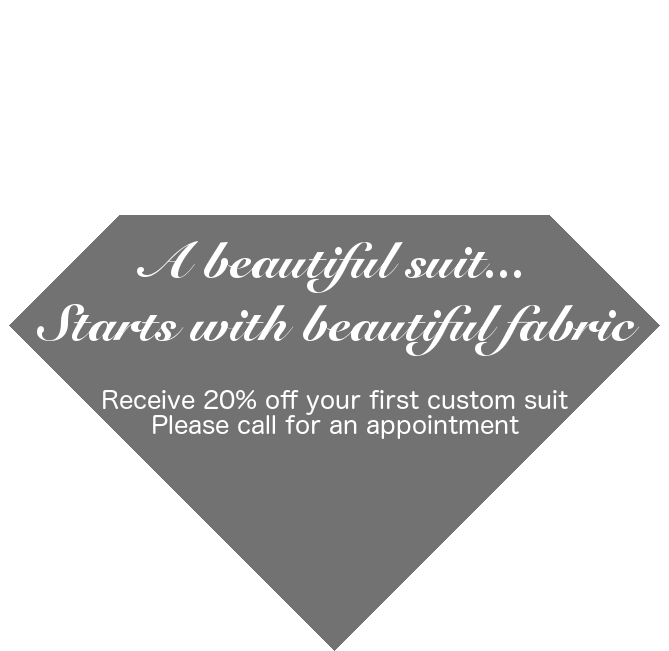 A beautiful suit...
Starts with beautiful fabric
Receive 20% off your first custom suit
Please call for an appointment